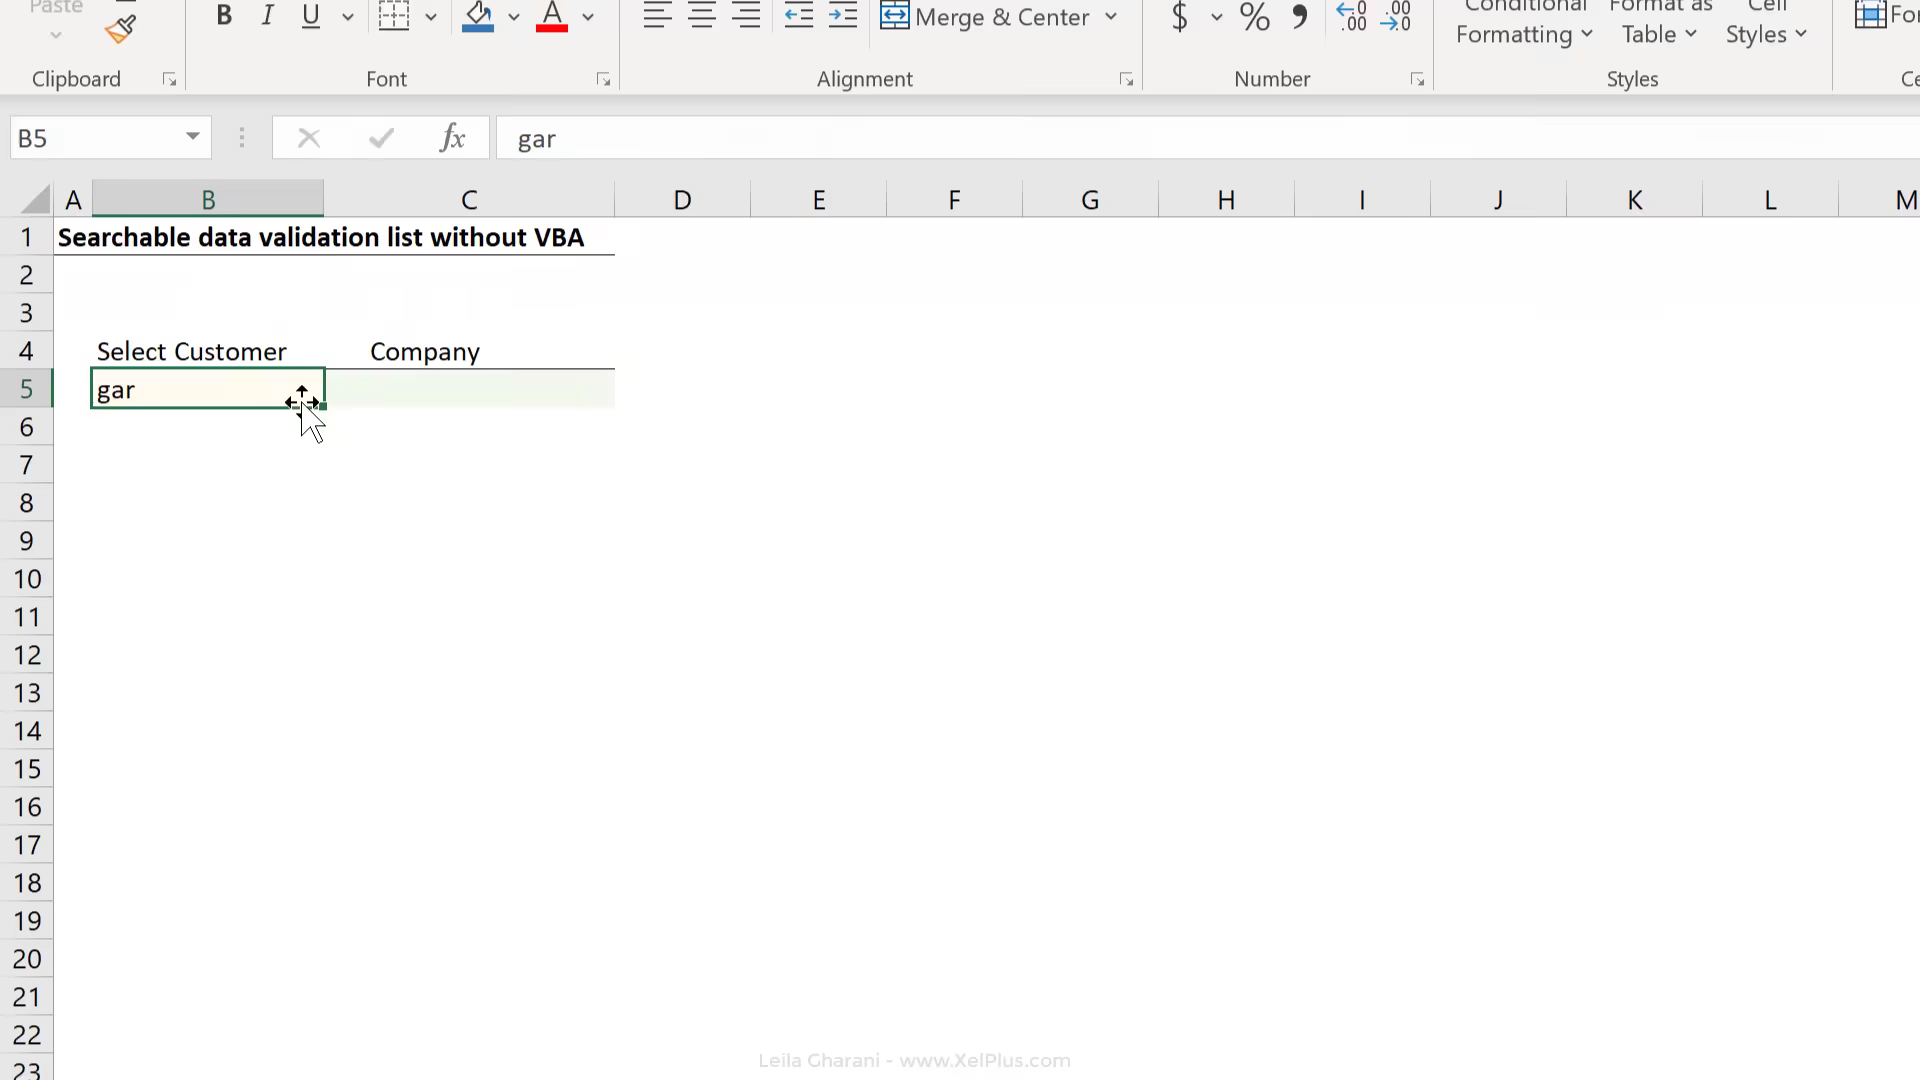 Paste
Clipboard
B I U A
Font
Merge & Center
Alignment
$ % 9 .00 .00 →0
Number
Conditional Formatting
Format as Table
Cell Styles
Styles
B5
fx
gar
A B C D E F G H I J K L M
1 Searchable data validation list without VBA
2
3
4 Select Customer Company
5 gar
6
7
8
9
10
11
12
13
14
15
16
17
18
19
20
21
22
23
Leila Gharani - www.XelPlus.com